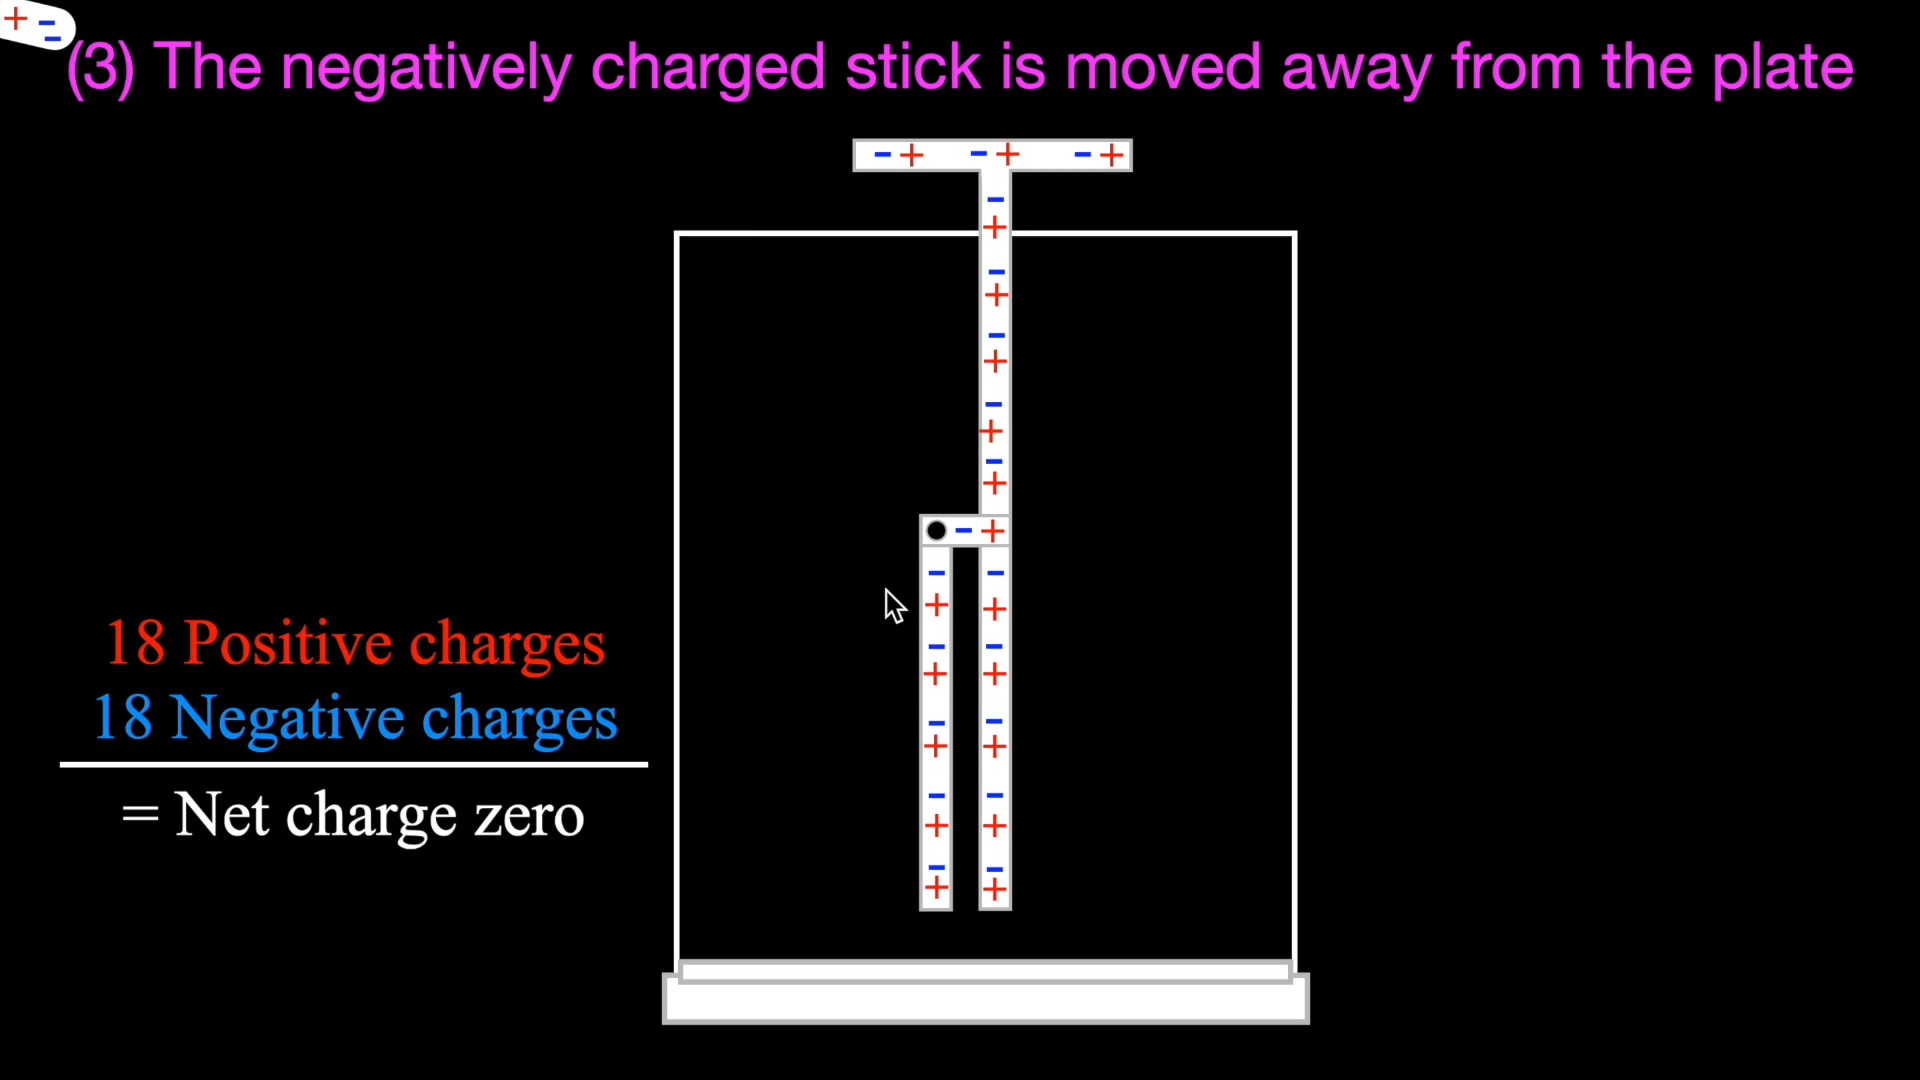 (3) The negatively charged stick is moved away from the plate
18 Positive charges
18 Negative charges
= Net charge zero